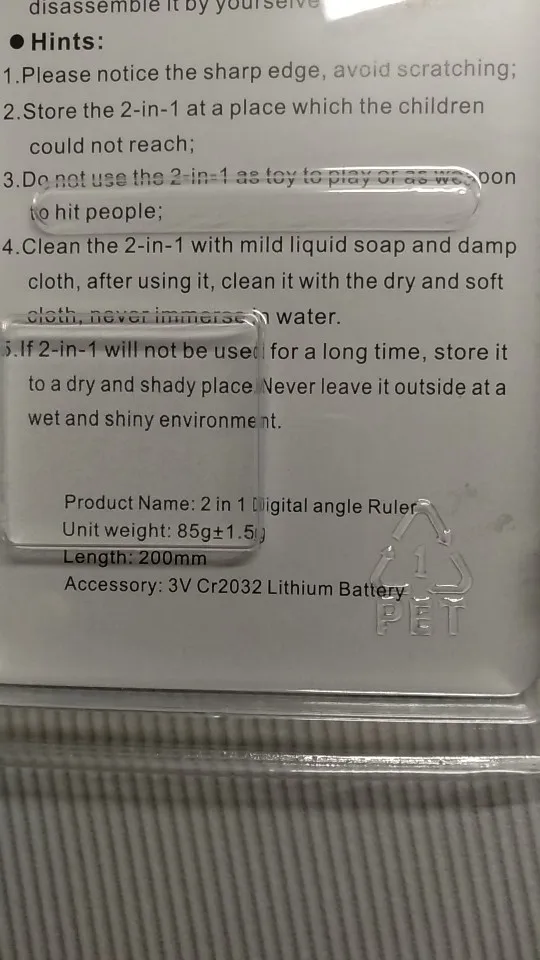 disassemble it by yourselve
● Hints:
1.Please notice the sharp edge, avoid scratching;
2.Store the 2-in-1 at a place which the children
could not reach;
3.Do not use the 2-in-1 as toy to play or as weapon
to hit people;
4.Clean the 2-in-1 with mild liquid soap and damp
cloth, after using it, clean it with the dry and soft
cloth, never immerse in water.
5.If 2-in-1 will not be used for a long time, store it
to a dry and shady place.Never leave it outside at a
wet and shiny environment.
Product Name: 2 in 1 Digital angle Ruler
Unit weight: 85g±1.5g
Length: 200mm
Accessory: 3V Cr2032 Lithium Battery
1
PET